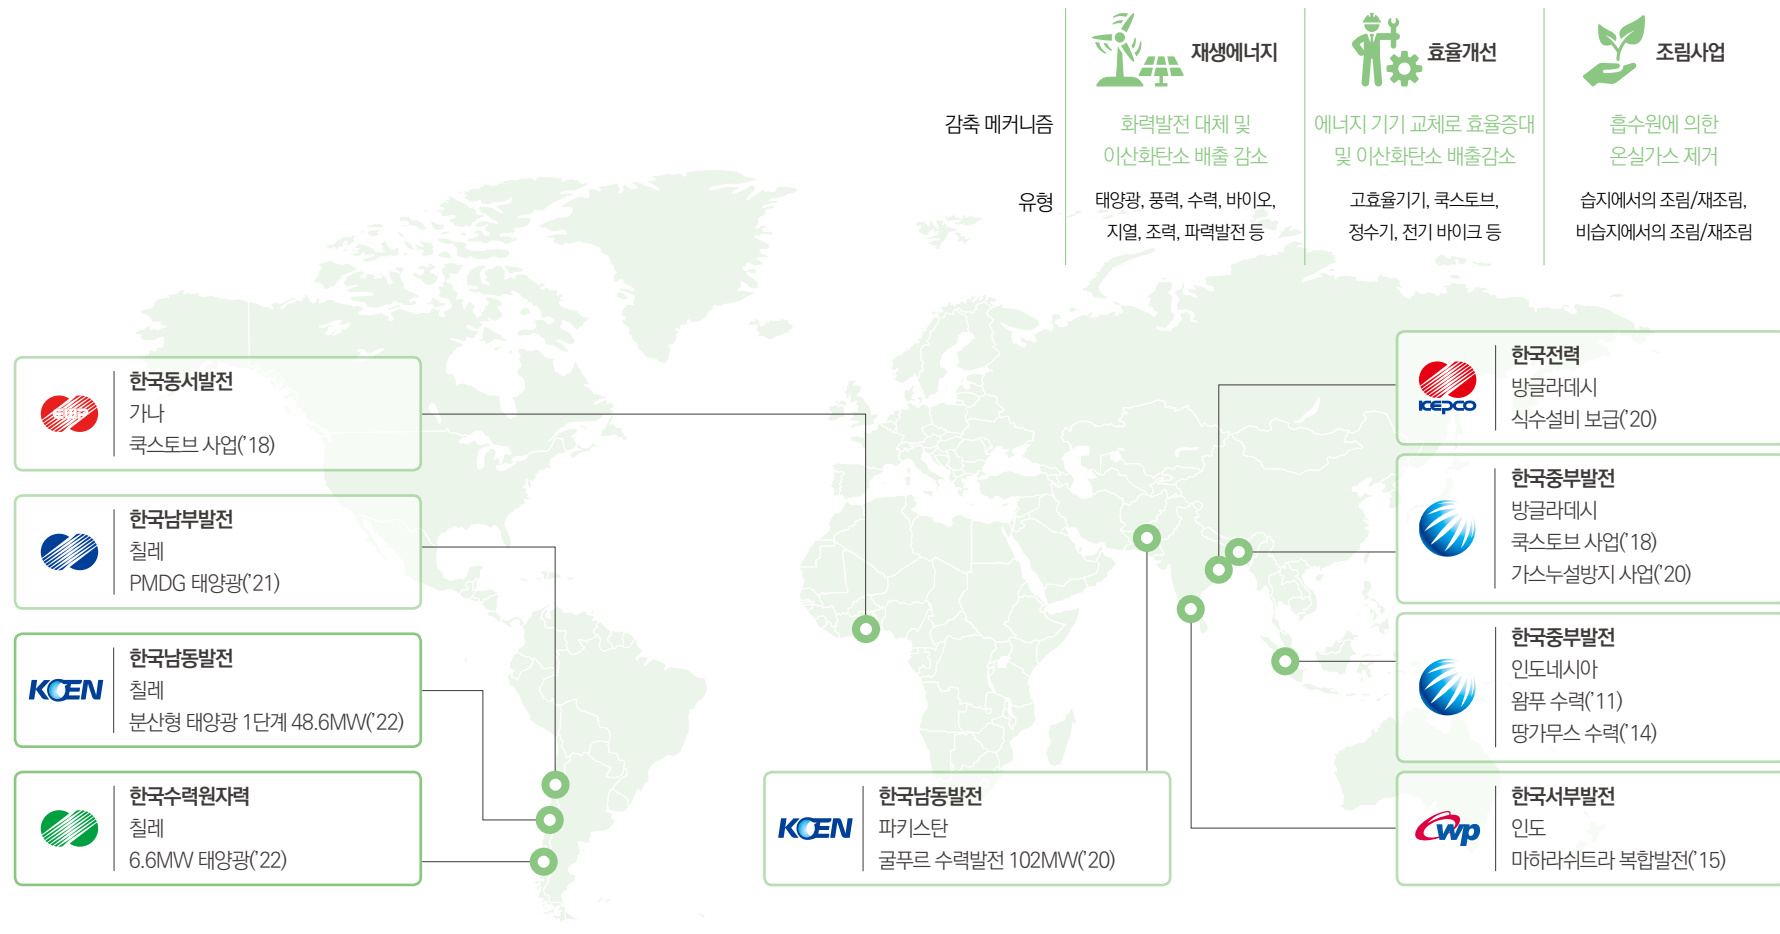 재생에너지
효율개선
조림사업
감축 메커니즘
화력발전 대체 및
이산화탄소 배출 감소
에너지 기기 교체로 효율증대
및 이산화탄소 배출감소
흡수원에 의한
온실가스 제거
유형
태양광, 풍력, 수력, 바이오,
지열, 조력, 파력발전 등
고효율기기, 쿡스토브,
정수기, 전기 바이크 등
습지에서의 조림/재조림,
비습지에서의 조림/재조림
EWP
한국동서발전
가나
쿡스토브 사업('18)
한국남부발전
칠레
PMDG 태양광('21)
KOEN
한국남동발전
칠레
분산형 태양광 1단계 48.6MW('22)
한국수력원자력
칠레
6.6MW 태양광('22)
KOEN
한국남동발전
파키스탄
굴푸르 수력발전 102MW('20)
KEPCO
한국전력
방글라데시
식수설비 보급('20)
한국중부발전
방글라데시
쿡스토브 사업('18)
가스누설방지 사업('20)
한국중부발전
인도네시아
왐푸 수력('11)
땅가무스 수력('14)
wp
한국서부발전
인도
마하라쉬트라 복합발전('15)